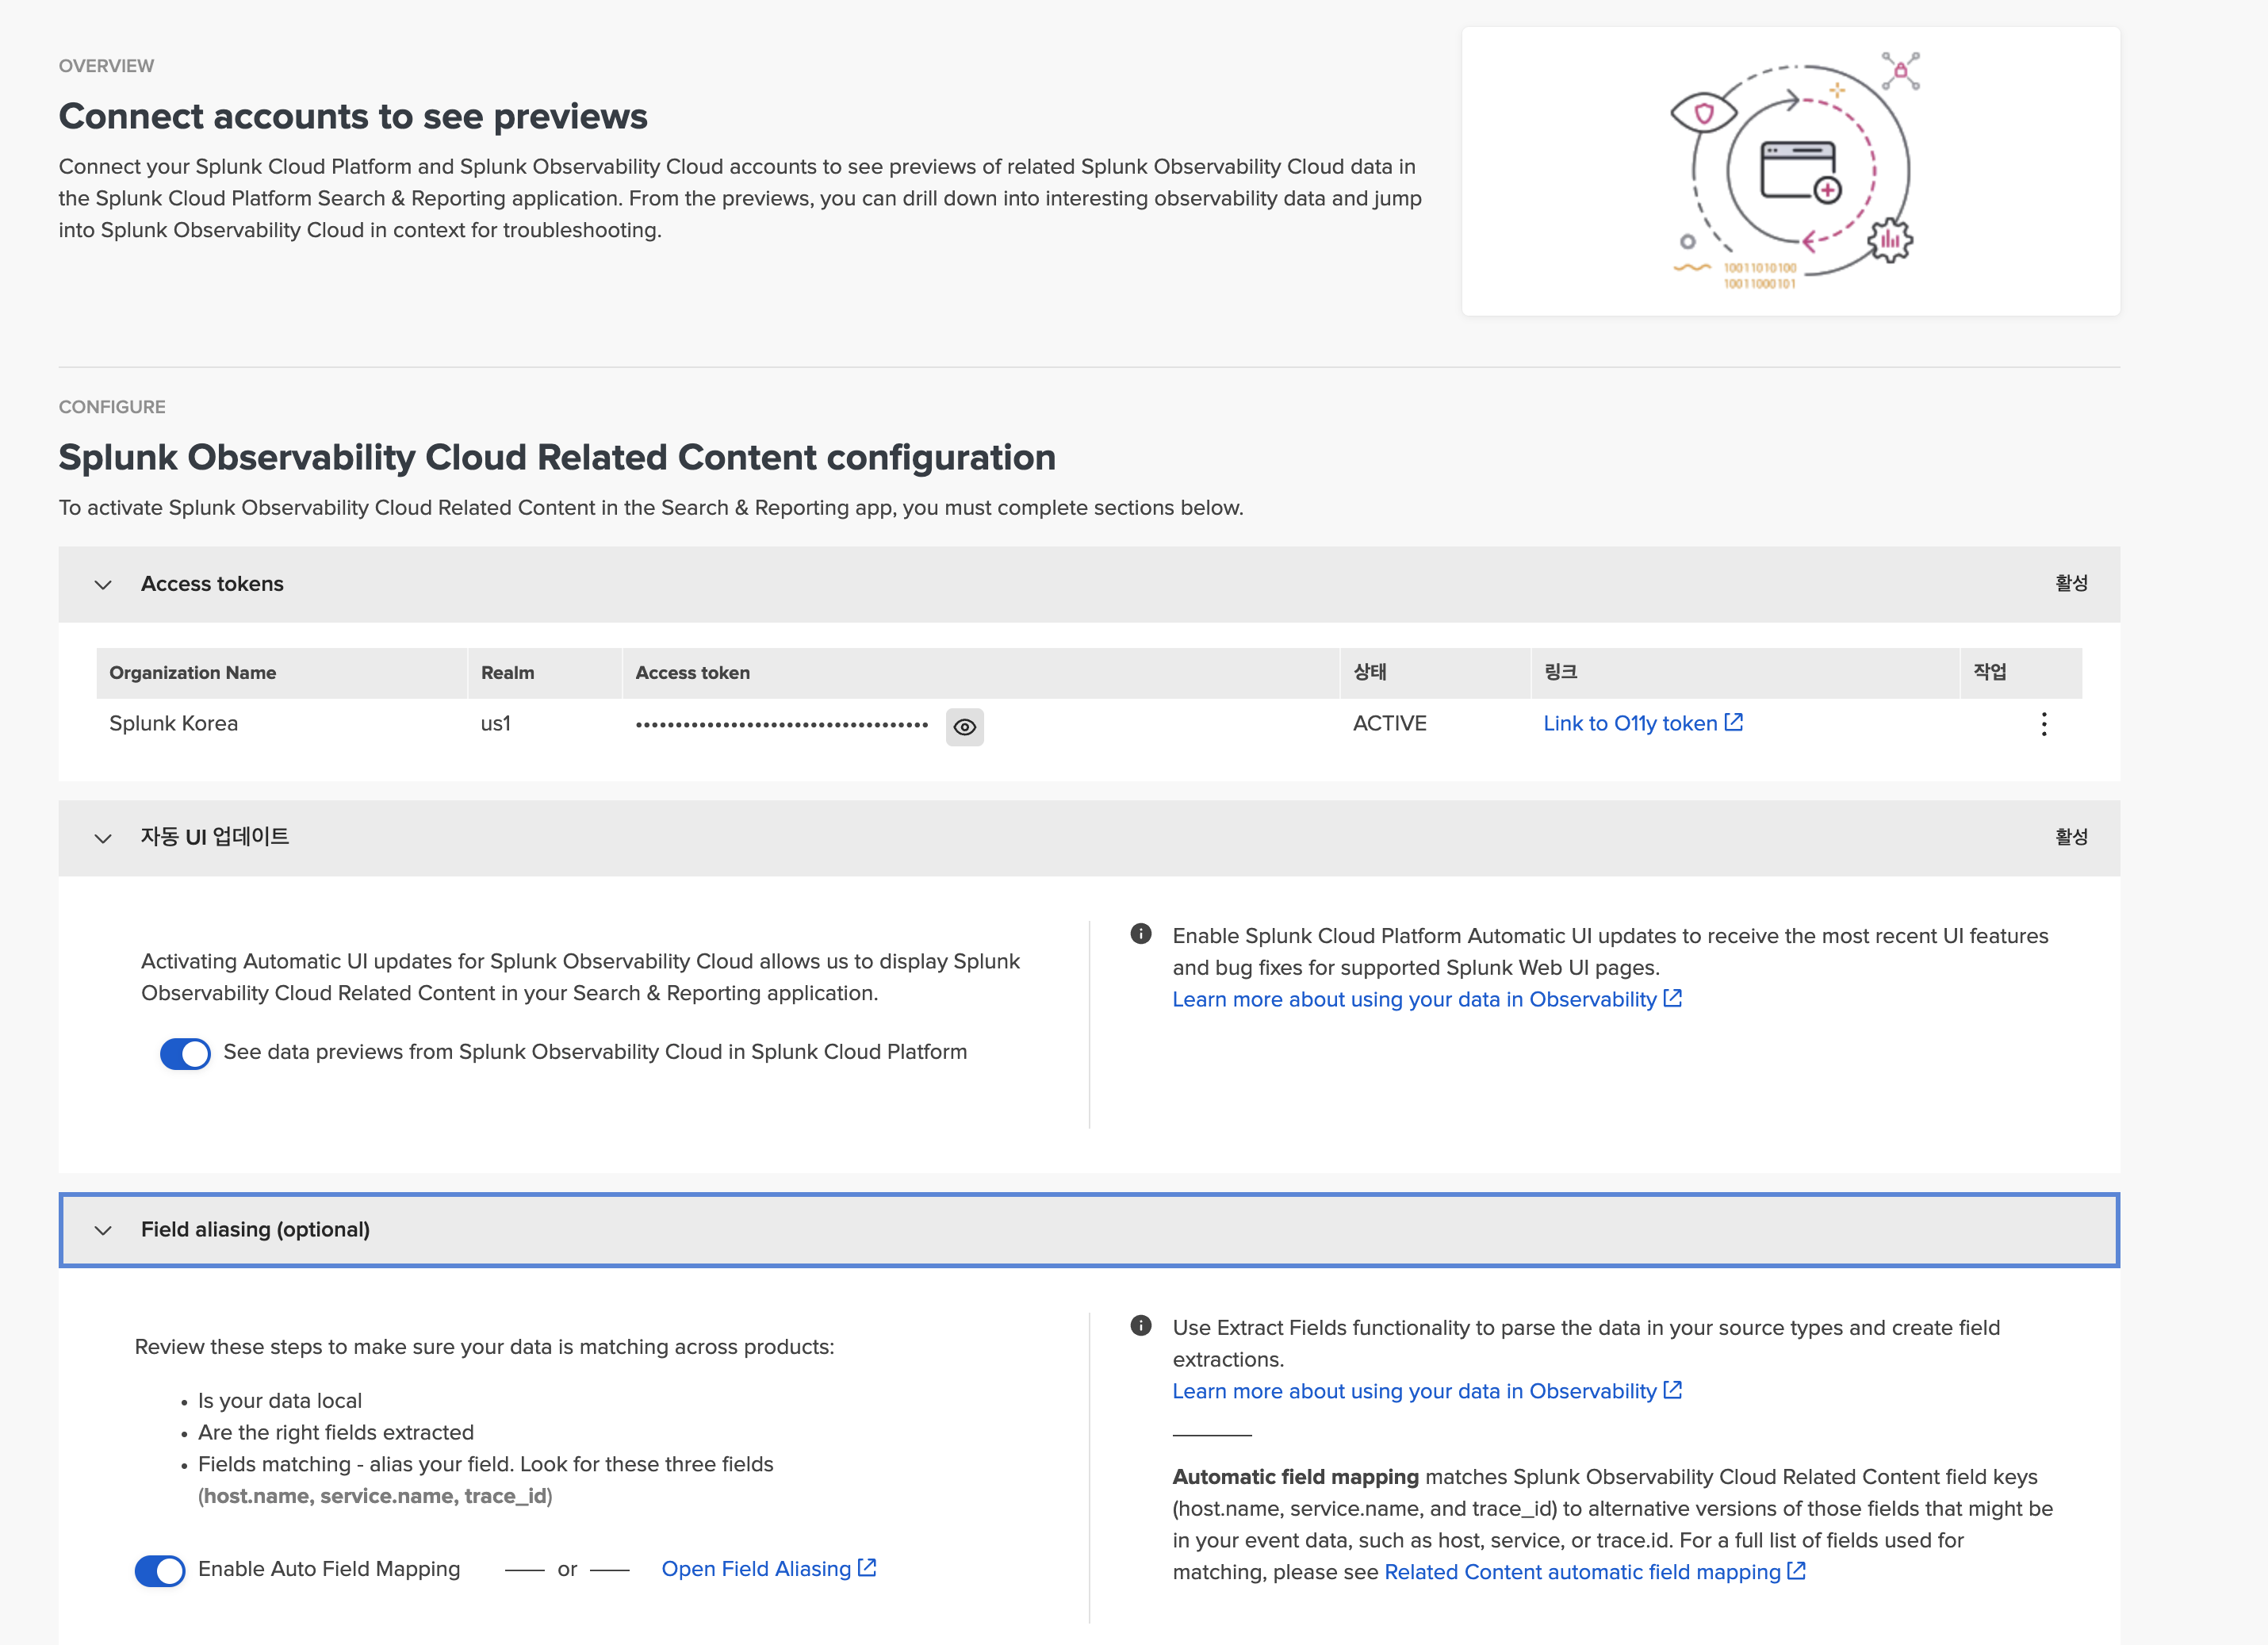 OVERVIEW
Connect accounts to see previews
Connect your Splunk Cloud Platform and Splunk Observability Cloud accounts to see previews of related Splunk Observability Cloud data in
the Splunk Cloud Platform Search & Reporting application. From the previews, you can drill down into interesting observability data and jump
into Splunk Observability Cloud in context for troubleshooting.
10011010100
10011000101
CONFIGURE
Splunk Observability Cloud Related Content configuration
To activate Splunk Observability Cloud Related Content in the Search & Reporting app, you must complete sections below.
Access tokens 활성
Organization Name Realm Access token 상태 링크 작업
Splunk Korea us1 •••••••••••••••••••••••••••••••••••• ACTIVE Link to O11y token
자동 UI 업데이트 활성
Activating Automatic UI updates for Splunk Observability Cloud allows us to display Splunk
Observability Cloud Related Content in your Search & Reporting application.
See data previews from Splunk Observability Cloud in Splunk Cloud Platform
Enable Splunk Cloud Platform Automatic UI updates to receive the most recent UI features
and bug fixes for supported Splunk Web UI pages.
Learn more about using your data in Observability
Field aliasing (optional)
Review these steps to make sure your data is matching across products:
• Is your data local
• Are the right fields extracted
• Fields matching - alias your field. Look for these three fields
(host.name, service.name, trace_id)
Enable Auto Field Mapping or Open Field Aliasing
Use Extract Fields functionality to parse the data in your source types and create field
extractions.
Learn more about using your data in Observability
Automatic field mapping matches Splunk Observability Cloud Related Content field keys
(host.name, service.name, and trace_id) to alternative versions of those fields that might be
in your event data, such as host, service, or trace.id. For a full list of fields used for
matching, please see Related Content automatic field mapping